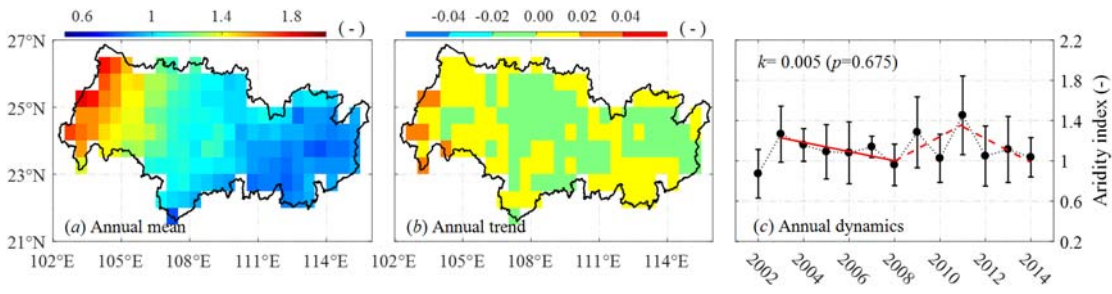 0.6 1 1.4 1.8 (-)
-0.04 -0.02 0.00 0.02 0.04 (-)
27°N
25°N
23°N
21°N
(a) Annual mean
102°E 105°E 108°E 111°E 114°E
(b) Annual trend
102°E 105°E 108°E 111°E 114°E
k= 0.005 (p=0.675)
(c) Annual dynamics
2.2
1.8
1.4
1
0.6
0.2
Aridity index (-)
2002 2004 2006 2008 2010 2012 2014